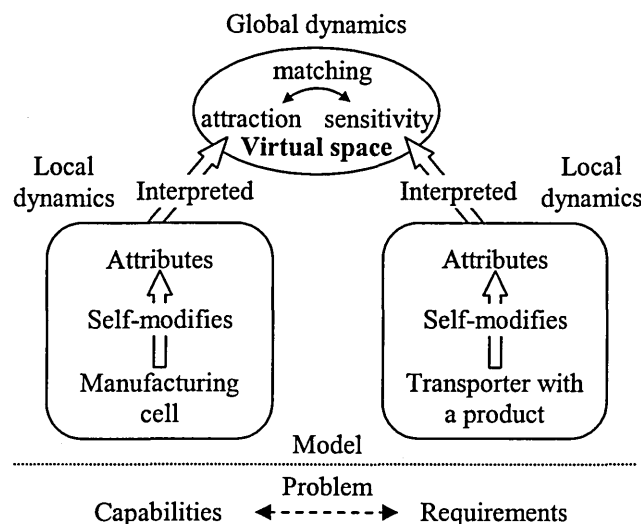 Global dynamics
matching
attraction sensitivity
Virtual space
Local dynamics
Interpreted
Interpreted
Local dynamics
Attributes
Self-modifies
Manufacturing cell
Attributes
Self-modifies
Transporter with a product
Model
Problem
Capabilities
Requirements